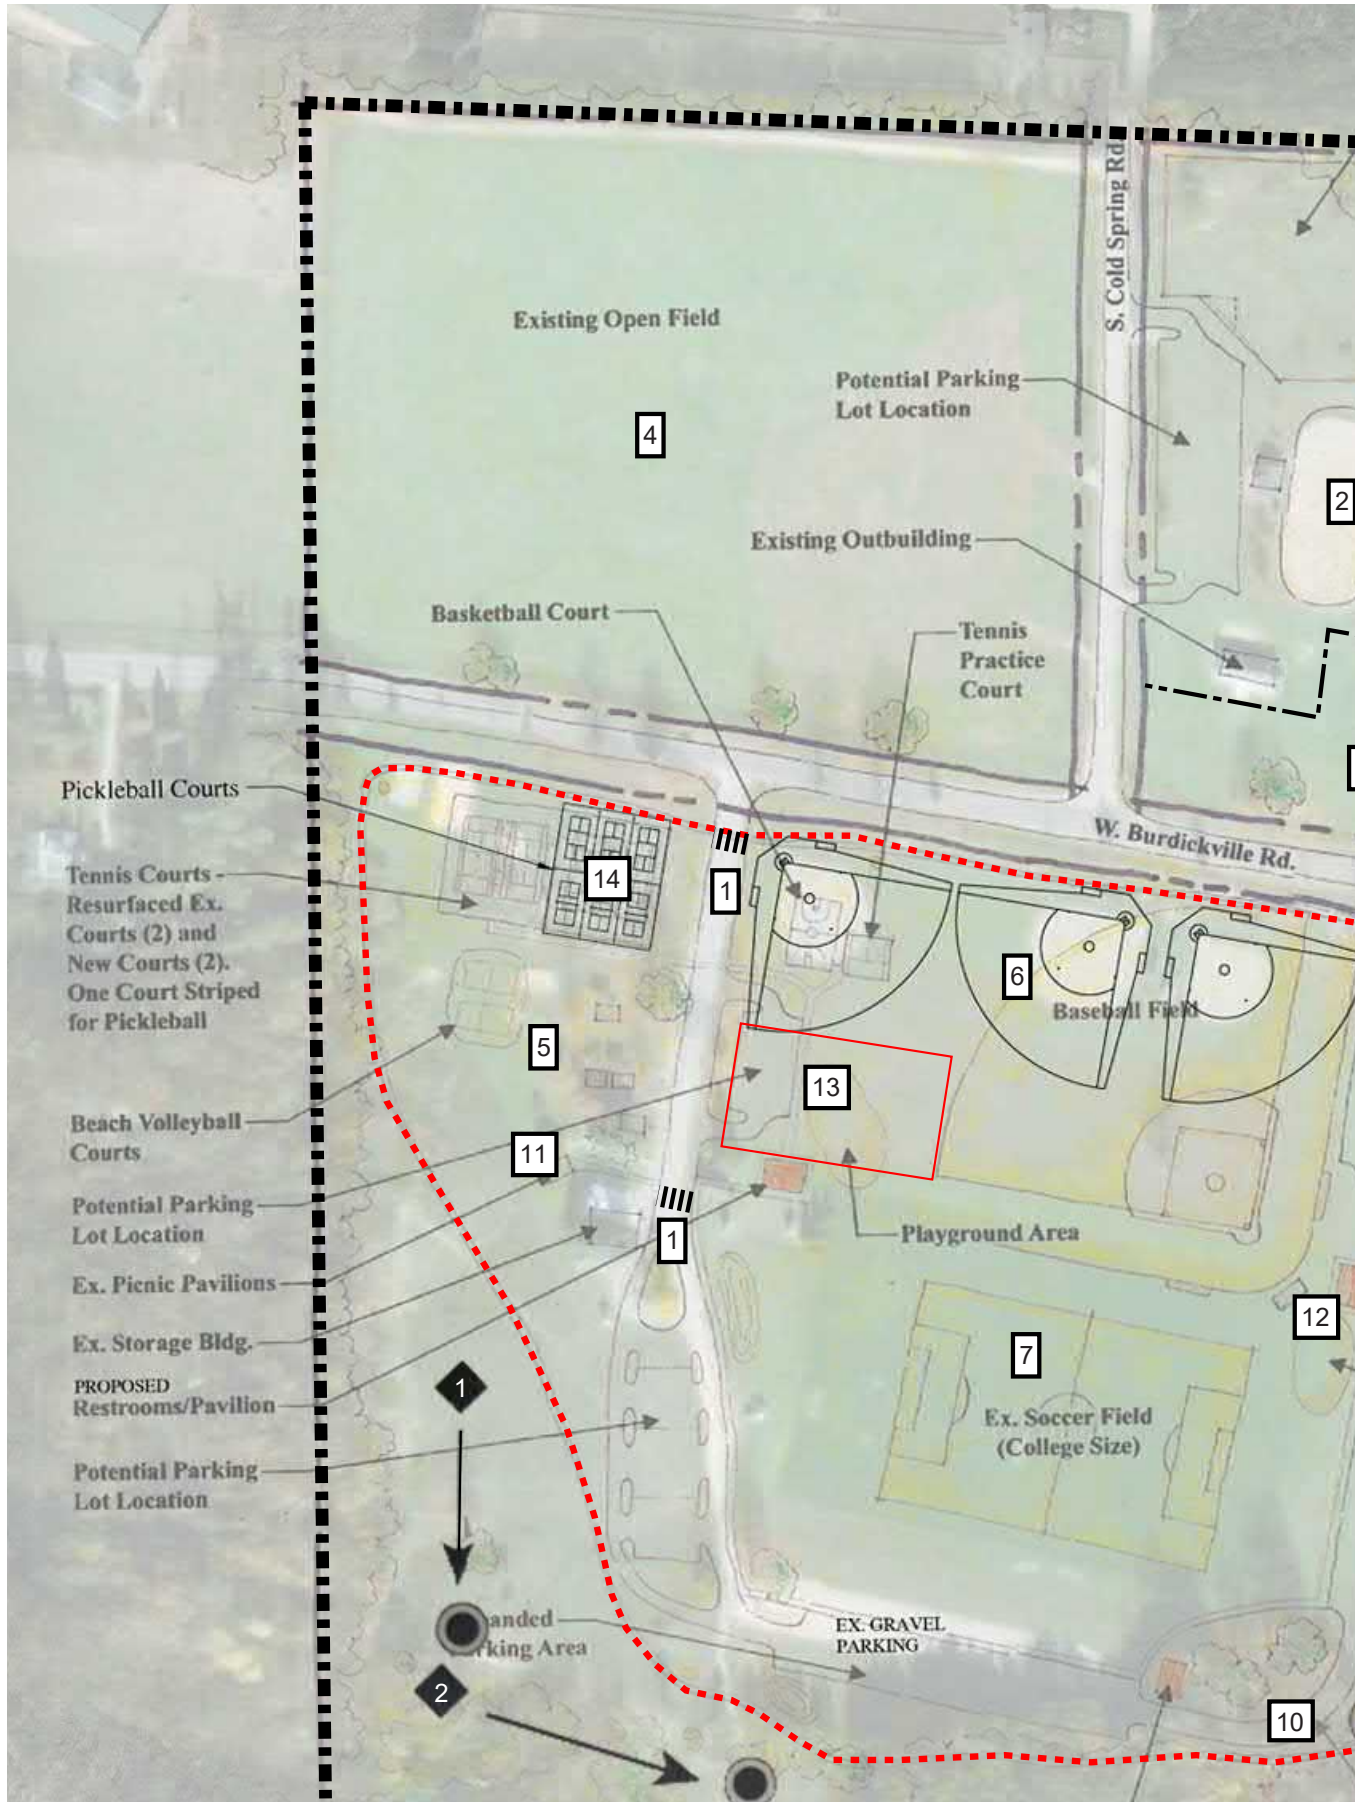 S. Cold Spring Rd.
Existing Open Field
Potential Parking
Lot Location
4
2
Existing Outbuilding
Basketball Court
Tennis
Practice
Court
Pickleball Courts
W. Burdickville Rd.
14
1
Tennis Courts -
Resurfaced Ex.
Courts (2) and
New Courts (2).
One Court Striped
for Pickleball
6
Baseball Field
5
13
Beach Volleyball
Courts
11
Potential Parking
Lot Location
1
Playground Area
Ex. Picnic Pavilions
12
Ex. Storage Bldg.
7
PROPOSED
Restrooms/Pavilion
1
Ex. Soccer Field
(College Size)
Potential Parking
Lot Location
anded
rking Area
EX. GRAVEL
PARKING
2
10